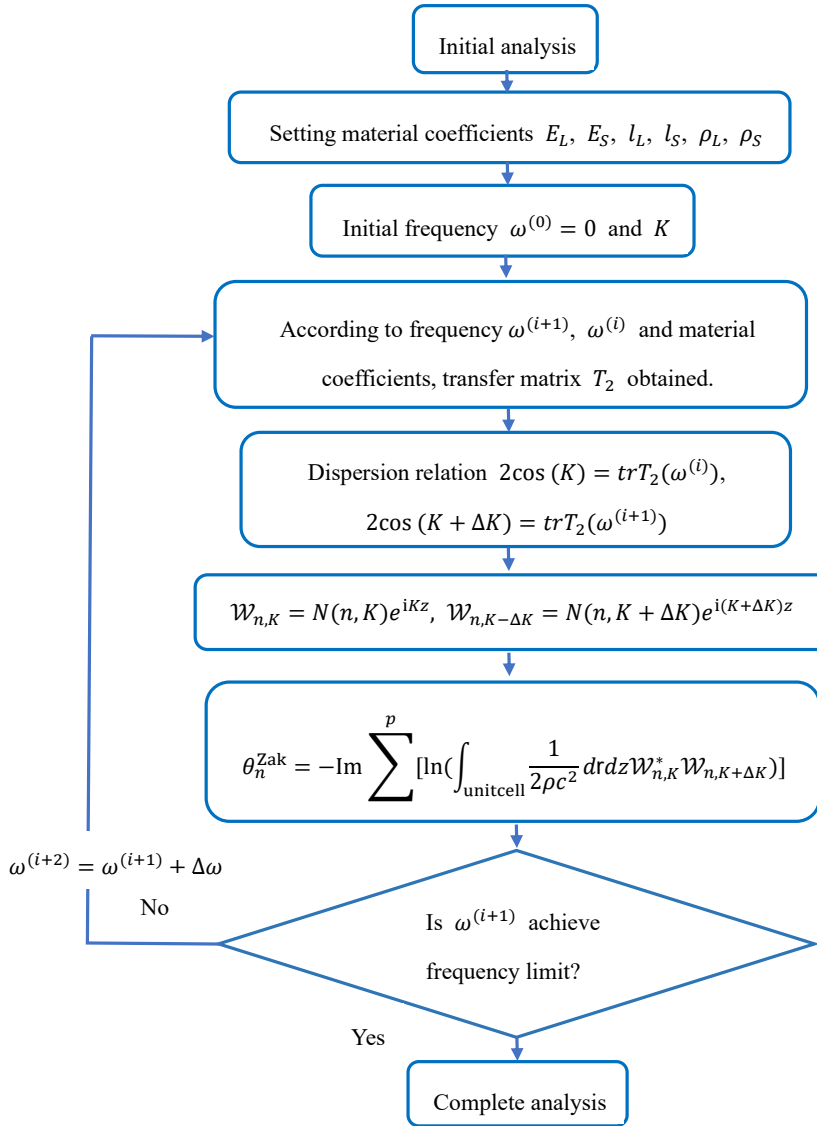 Initial analysis
Setting material coefficients E_L, E_S, l_L, l_S, ρ_L, ρ_S
Initial frequency ω^(0) = 0 and K
According to frequency ω^(i+1), ω^(i) and material
coefficients, transfer matrix T_2 obtained.
Dispersion relation 2cos (K) = trT_2(ω^(i)),
2cos (K + ΔK) = trT_2(ω^(i+1))
𝒲_{n,K} = N(n, K)e^{iKz}, 𝒲_{n,K−ΔK} = N(n, K + ΔK)e^{i(K+ΔK)z}
θ_n^Zak = −Im ∑^p [ln(∫_unitcell 1/(2ρc^2) drdz𝒲*_{n,K}𝒲_{n,K+ΔK})]
ω^(i+2) = ω^(i+1) + Δω
No
Is ω^(i+1) achieve
frequency limit?
Yes
Complete analysis